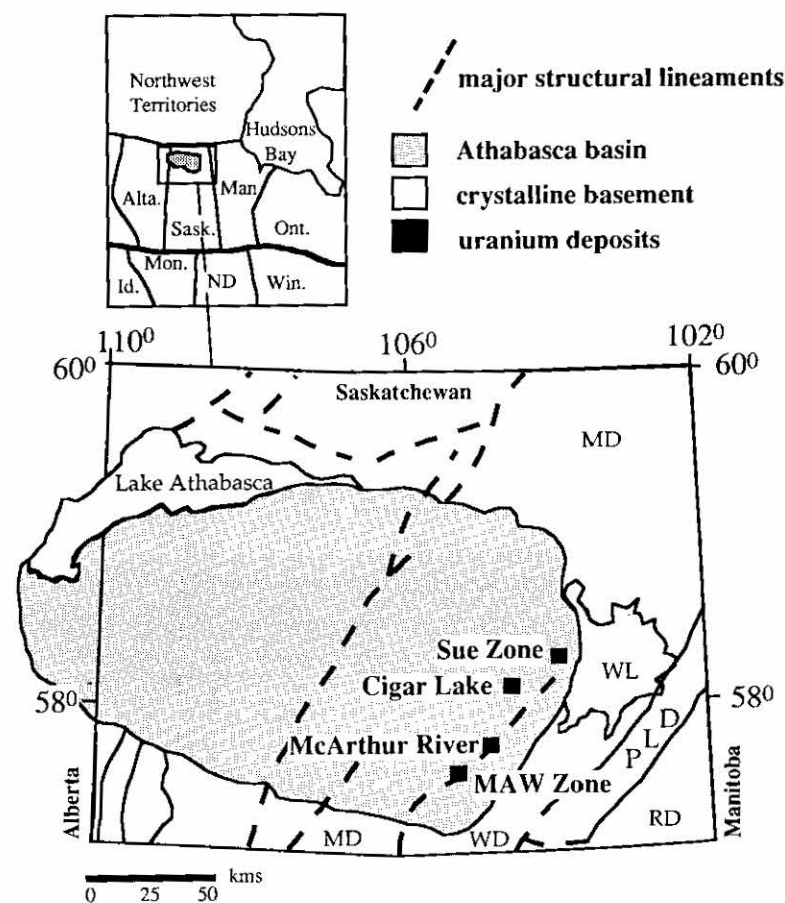 Northwest
Territories
Hudsons
Bay
Alta.
Man
Sask.
Ont.
Mon.
Id.
ND
Win.
major structural lineaments
Athabasca basin
crystalline basement
uranium deposits
110⁰
106⁰
102⁰
60⁰
60⁰
Saskatchewan
MD
Lake Athabasca
Sue Zone
WL
Cigar Lake
58⁰
58⁰
McArthur River
MAW Zone
P L D
Alberta
MD
WD
RD
Manitoba
kms
0 25 50